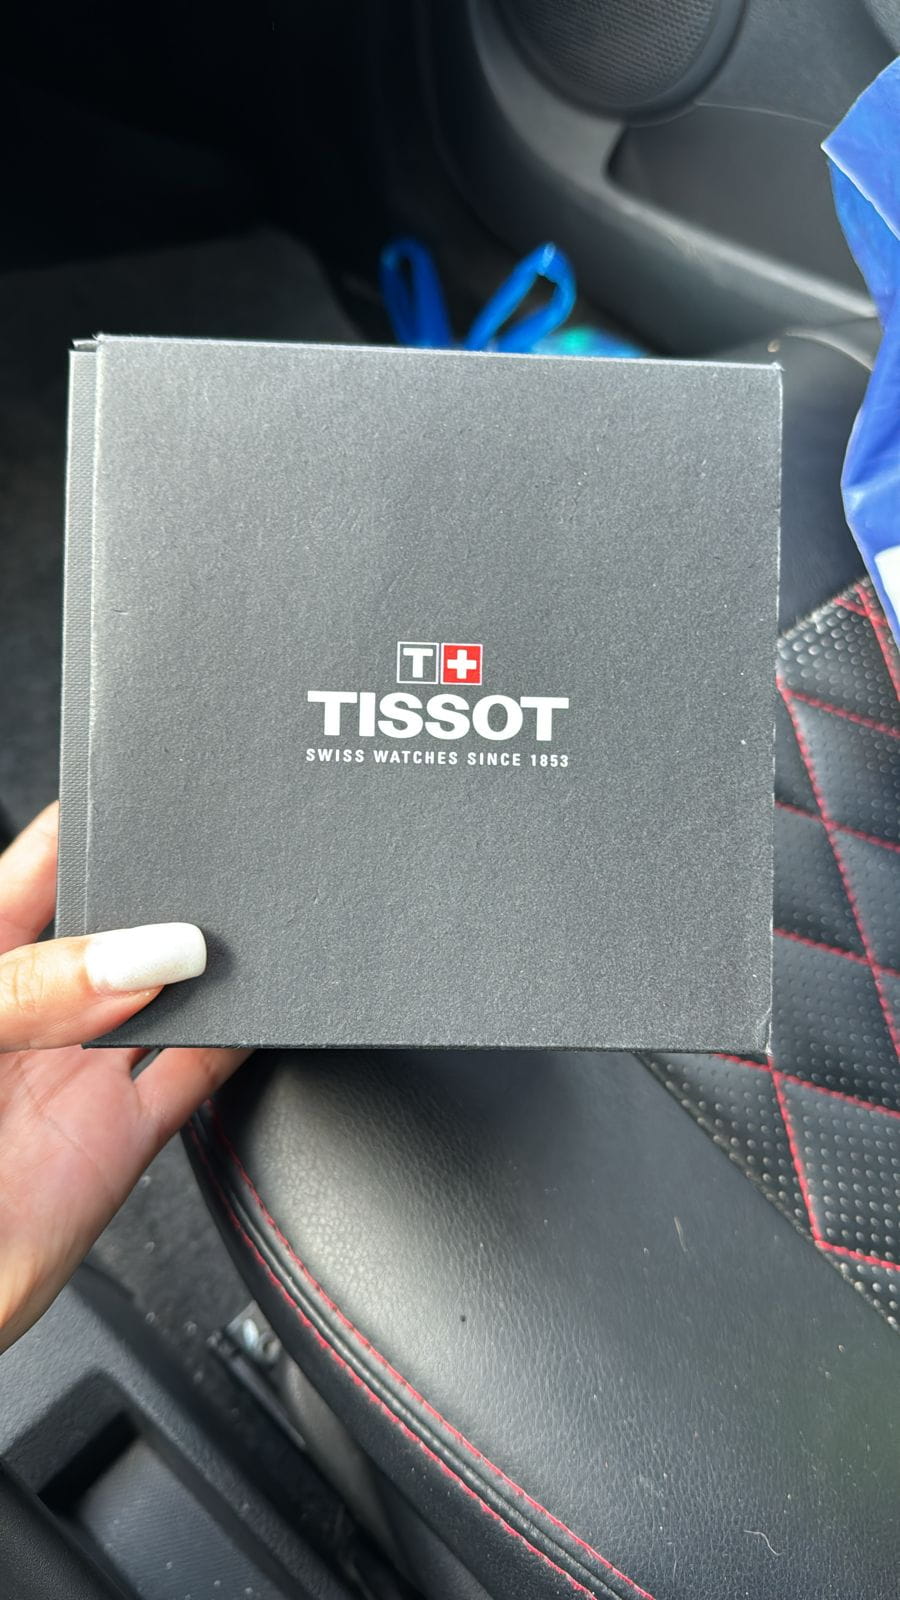 T+
TISSOT
SWISS WATCHES SINCE 1853